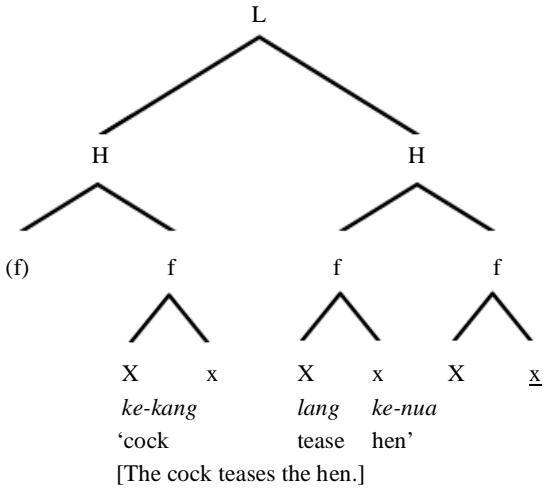 L
H H
(f) f f f
X x X x X x
ke-kang lang ke-nua
‘cock tease hen’
[The cock teases the hen.]